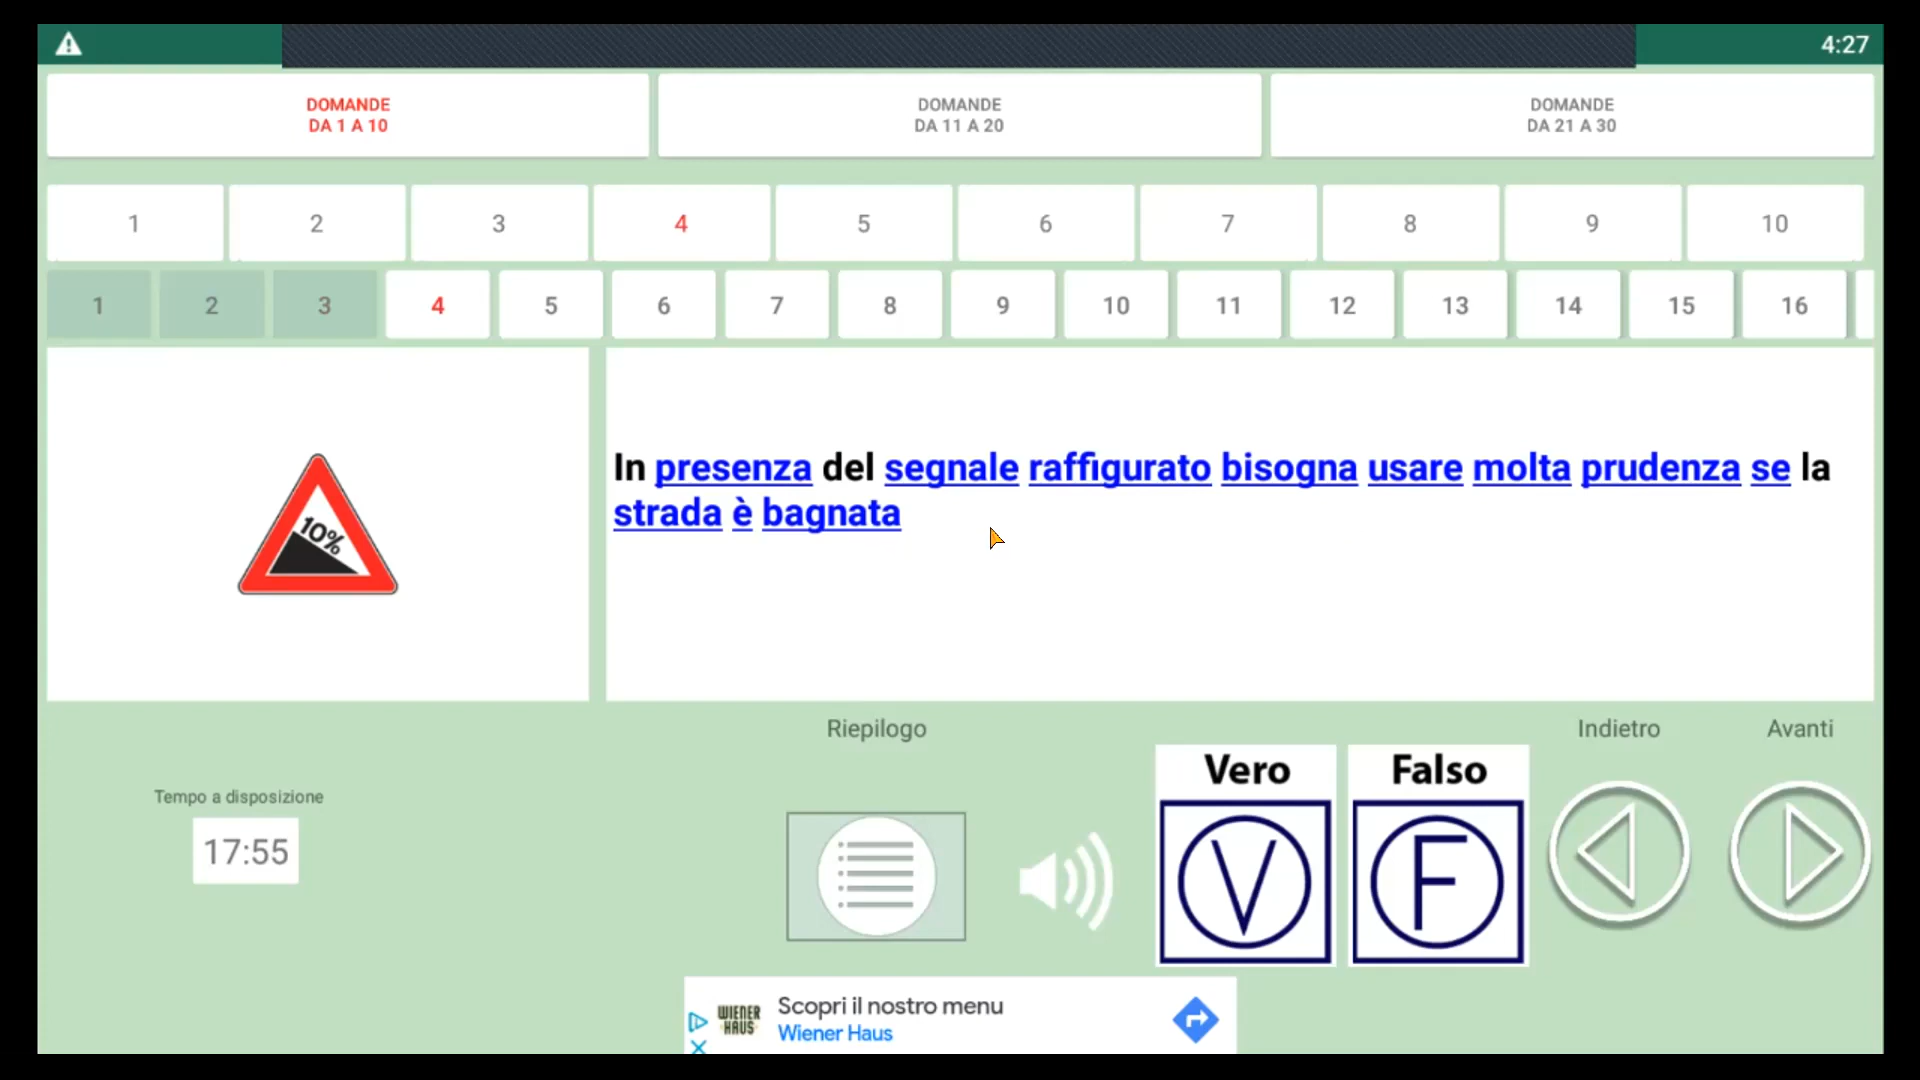 4:27
DOMANDE
DA 1 A 10
DOMANDE
DA 11 A 20
DOMANDE
DA 21 A 30
1 2 3 4 5 6 7 8 9 10
1 2 3 4 5 6 7 8 9 10 11 12 13 14 15 16
10%
In presenza del segnale raffigurato bisogna usare molta prudenza se la
strada è bagnata
Riepilogo
Indietro
Avanti
Vero
Falso
V
F
Tempo a disposizione
17:55
WIENER
HAUS
Scopri il nostro menu
Wiener Haus